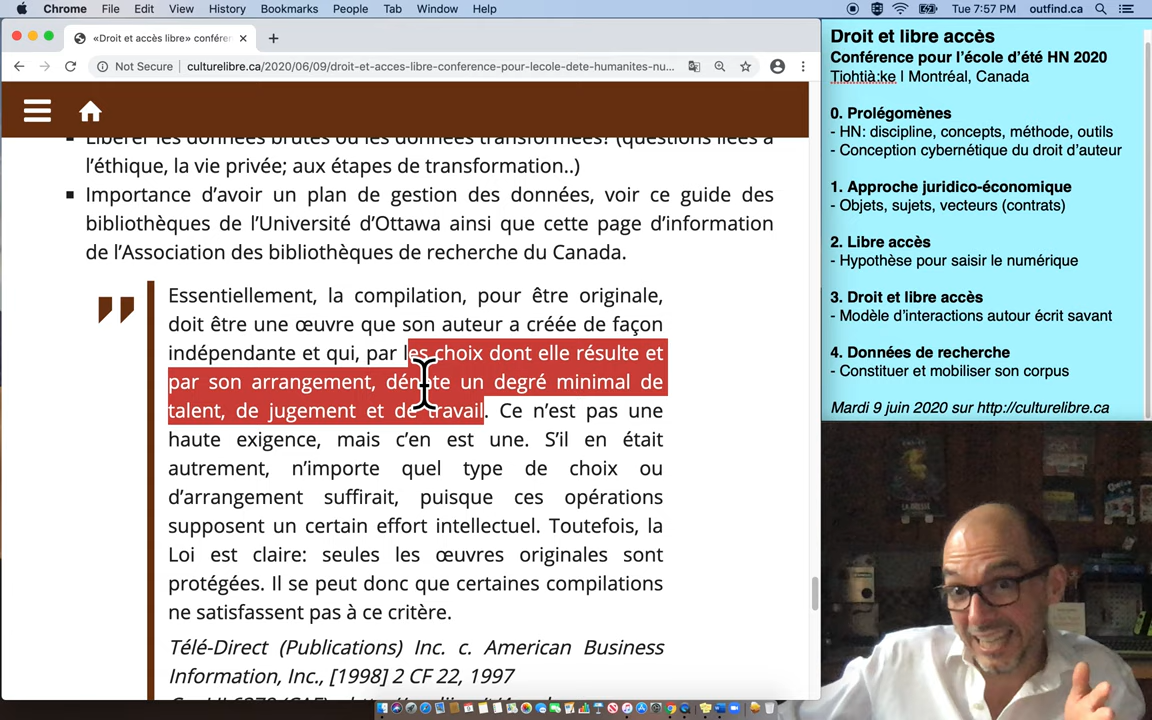 Chrome File Edit View History Bookmarks People Tab Window Help Tue 7:57 PM outfind.ca
«Droit et accès libre» conféren
Not Secure culturelibre.ca/2020/06/09/droit-et-acces-libre-conference-pour-lecole-dete-humanites-nu...
Libérer les données brutes ou les données transformées? (questions liées à
l’éthique, la vie privée; aux étapes de transformation..)
Importance d’avoir un plan de gestion des données, voir ce guide des
bibliothèques de l’Université d’Ottawa ainsi que cette page d’information
de l’Association des bibliothèques de recherche du Canada.
Essentiellement, la compilation, pour être originale,
doit être une œuvre que son auteur a créée de façon
indépendante et qui, par les choix dont elle résulte et
par son arrangement, dénote un degré minimal de
talent, de jugement et de travail. Ce n’est pas une
haute exigence, mais c’en est une. S’il en était
autrement, n’importe quel type de choix ou
d’arrangement suffirait, puisque ces opérations
supposent un certain effort intellectuel. Toutefois, la
Loi est claire: seules les œuvres originales sont
protégées. Il se peut donc que certaines compilations
ne satisfassent pas à ce critère.
Télé-Direct (Publications) Inc. c. American Business
Information, Inc., [1998] 2 CF 22, 1997
Droit et libre accès
Conférence pour l’école d’été HN 2020
Tiohtià:ke I Montréal, Canada
0. Prolégomènes
- HN: discipline, concepts, méthode, outils
- Conception cybernétique du droit d’auteur
1. Approche juridico-économique
- Objets, sujets, vecteurs (contrats)
2. Libre accès
- Hypothèse pour saisir le numérique
3. Droit et libre accès
- Modèle d’interactions autour écrit savant
4. Données de recherche
- Constituer et mobiliser son corpus
Mardi 9 juin 2020 sur http://culturelibre.ca